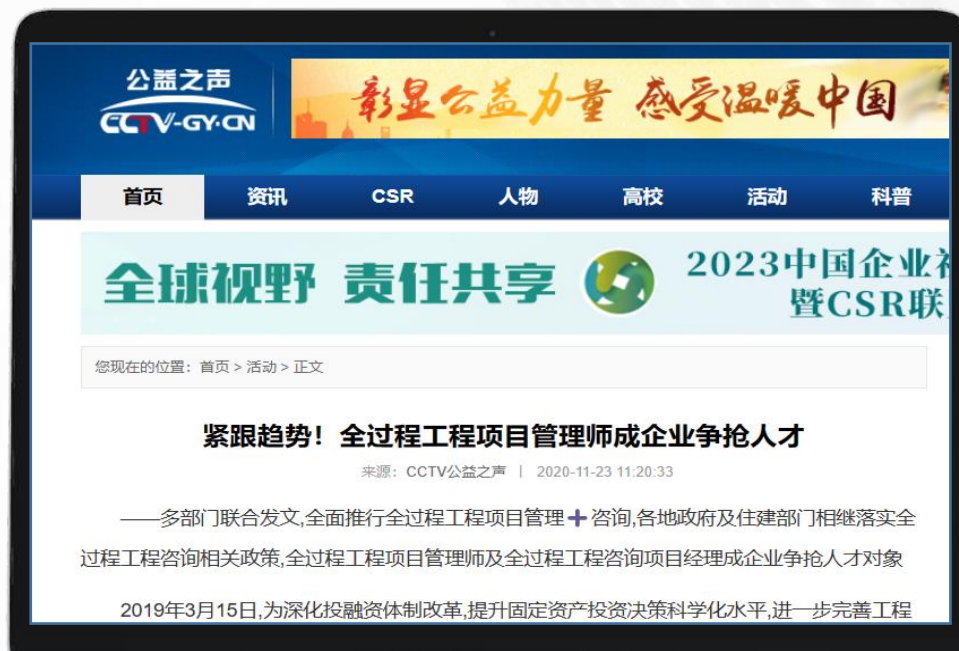 公益之声
CCTV-GY·CN
彰显公益力量 感受温暖中国
首页 资讯 CSR 人物 高校 活动 科普
全球视野 责任共享
2023中国企业社
暨CSR联
您现在的位置：首页 > 活动 > 正文
紧跟趋势！全过程工程项目管理师成企业争抢人才
来源：CCTV公益之声 | 2020-11-23 11:20:33
——多部门联合发文,全面推行全过程工程项目管理+咨询,各地政府及住建部门相继落实全
过程工程咨询相关政策,全过程工程项目管理师及全过程工程咨询项目经理成企业争抢人才对象
2019年3月15日,为深化投融资体制改革,提升固定资产投资决策科学化水平,进一步完善工程